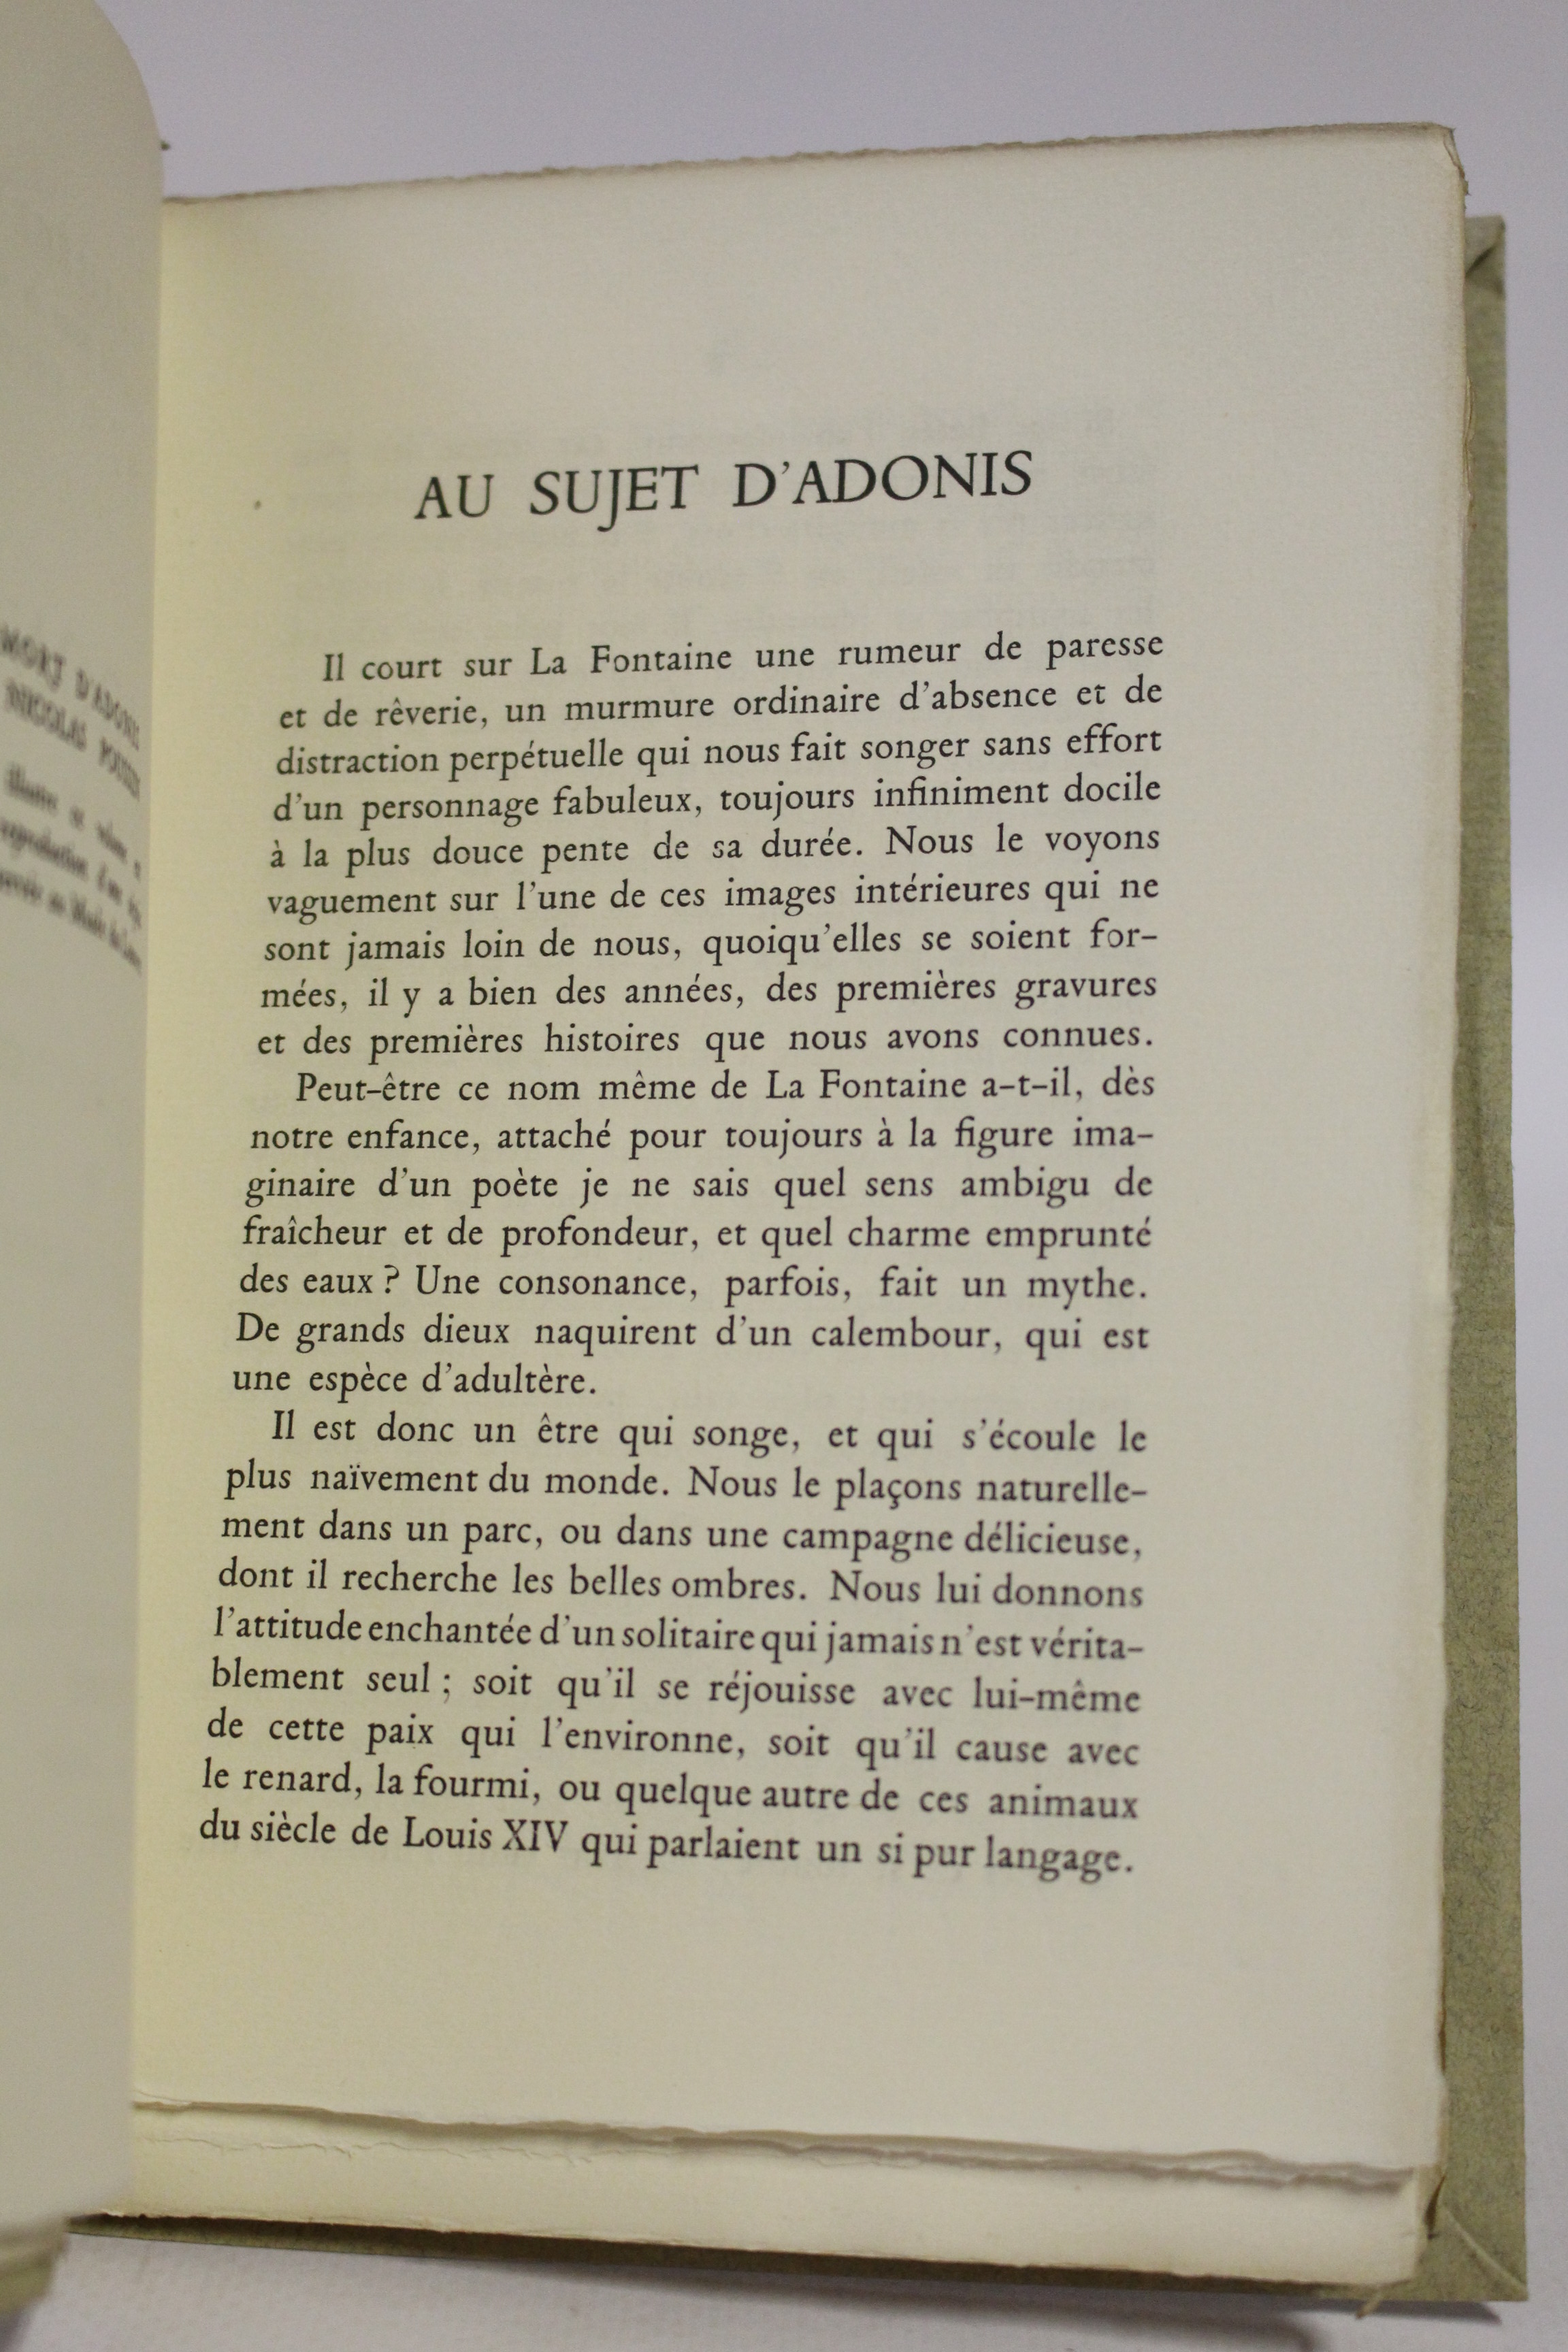 MORT D'ADONIS
NICOLAS
AU SUJET D'ADONIS
Il court sur La Fontaine une rumeur de paresse
et de rêverie, un murmure ordinaire d'absence et de
distraction perpétuelle qui nous fait songer sans effort
d'un personnage fabuleux, toujours infiniment docile
à la plus douce pente de sa durée. Nous le voyons
vaguement sur l'une de ces images intérieures qui ne
sont jamais loin de nous, quoiqu'elles se soient for-
mées, il y a bien des années, des premières gravures
et des premières histoires que nous avons connues.
Peut-être ce nom même de La Fontaine a-t-il, dès
notre enfance, attaché pour toujours à la figure ima-
ginaire d'un poète je ne sais quel sens ambigu de
fraîcheur et de profondeur, et quel charme emprunté
des eaux ? Une consonance, parfois, fait un mythe.
De grands dieux naquirent d'un calembour, qui est
une espèce d'adultère.
Il est donc un être qui songe, et qui s'écoule le
plus naïvement du monde. Nous le plaçons naturelle-
ment dans un parc, ou dans une campagne délicieuse,
dont il recherche les belles ombres. Nous lui donnons
l'attitude enchantée d'un solitaire qui jamais n'est vérita-
blement seul ; soit qu'il se réjouisse avec lui-même
de cette paix qui l'environne, soit qu'il cause avec
le renard, la fourmi, ou quelque autre de ces animaux
du siècle de Louis XIV qui parlaient un si pur langage.